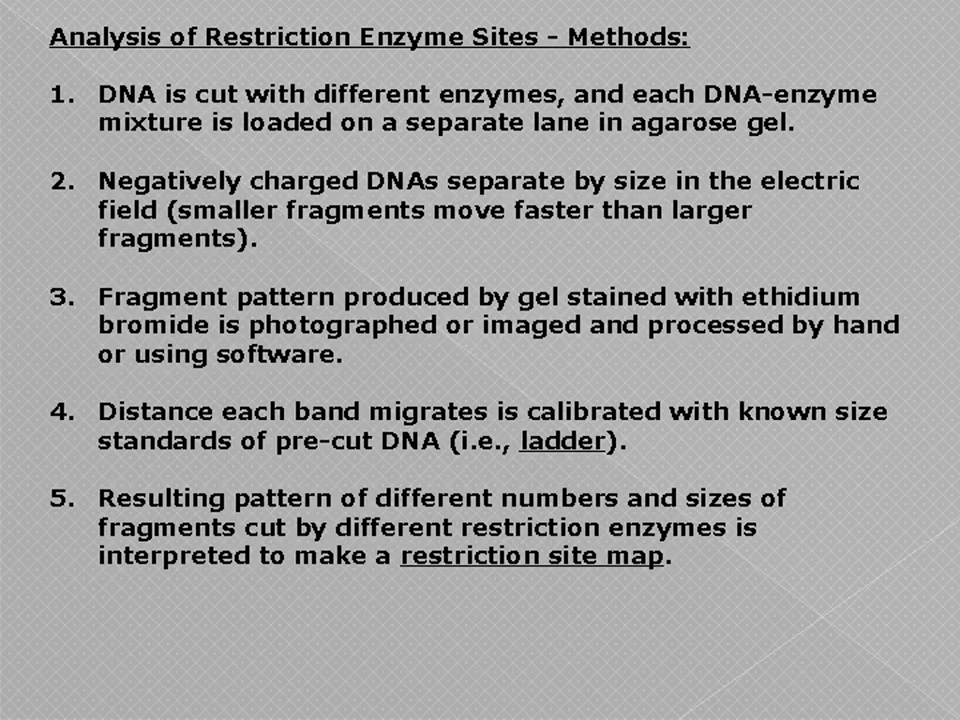 Analysis of Restriction Enzyme Sites - Methods:
1. DNA is cut with different enzymes, and each DNA-enzyme
mixture is loaded on a separate lane in agarose gel.
2. Negatively charged DNAs separate by size in the electric
field (smaller fragments move faster than larger
fragments).
3. Fragment pattern produced by gel stained with ethidium
bromide is photographed or imaged and processed by hand
or using software.
4. Distance each band migrates is calibrated with known size
standards of pre-cut DNA (i.e., ladder).
5. Resulting pattern of different numbers and sizes of
fragments cut by different restriction enzymes is
interpreted to make a restriction site map.